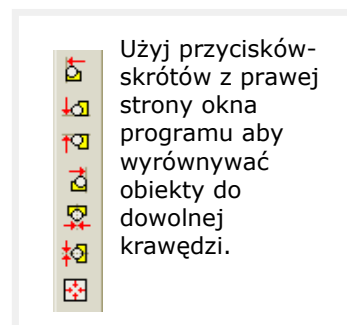 Użyj przycisków-
skrótów z prawej
strony okna
programu aby
wyrównywać
obiekty do
dowolnej
krawędzi.